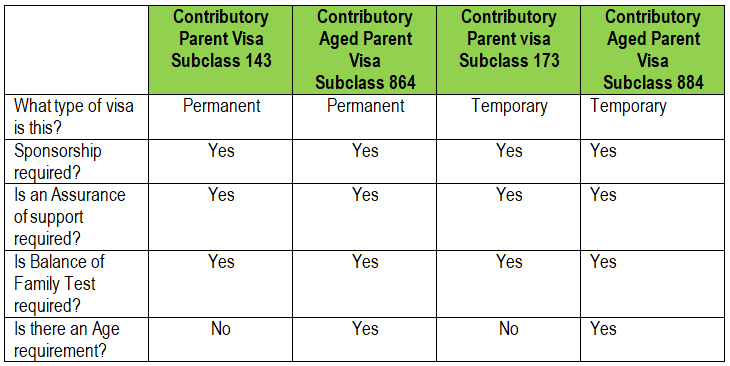 Contributory Parent Visa Subclass 143
Contributory Aged Parent Visa Subclass 864
Contributory Parent visa Subclass 173
Contributory Aged Parent Visa Subclass 884
What type of visa is this? Permanent Permanent Temporary Temporary
Sponsorship required? Yes Yes Yes Yes
Is an Assurance of support required? Yes Yes Yes Yes
Is Balance of Family Test required? Yes Yes Yes Yes
Is there an Age requirement? No Yes No Yes